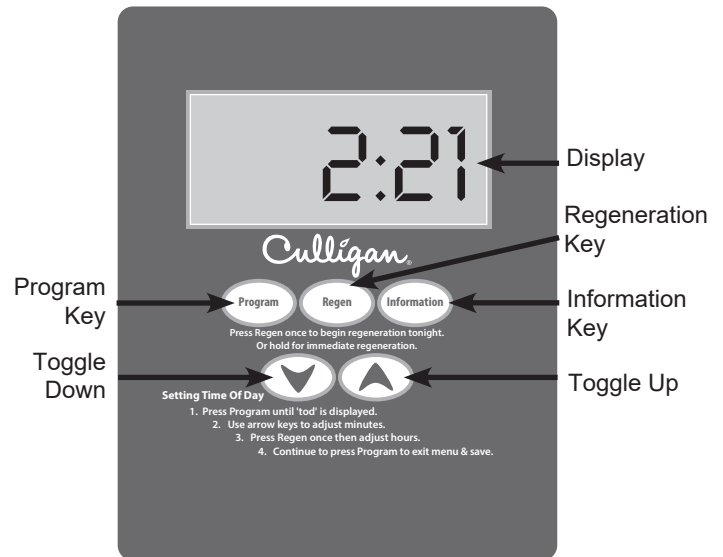 2:21
Display
Culligan®
Regeneration
Key
Program
Key
Program
Regen
Information
Information
Key
Press Regen once to begin regeneration tonight.
Or hold for immediate regeneration.
Toggle
Down
Toggle Up
Setting Time Of Day
1. Press Program until 'tod' is displayed.
2. Use arrow keys to adjust minutes.
3. Press Regen once then adjust hours.
4. Continue to press Program to exit menu & save.